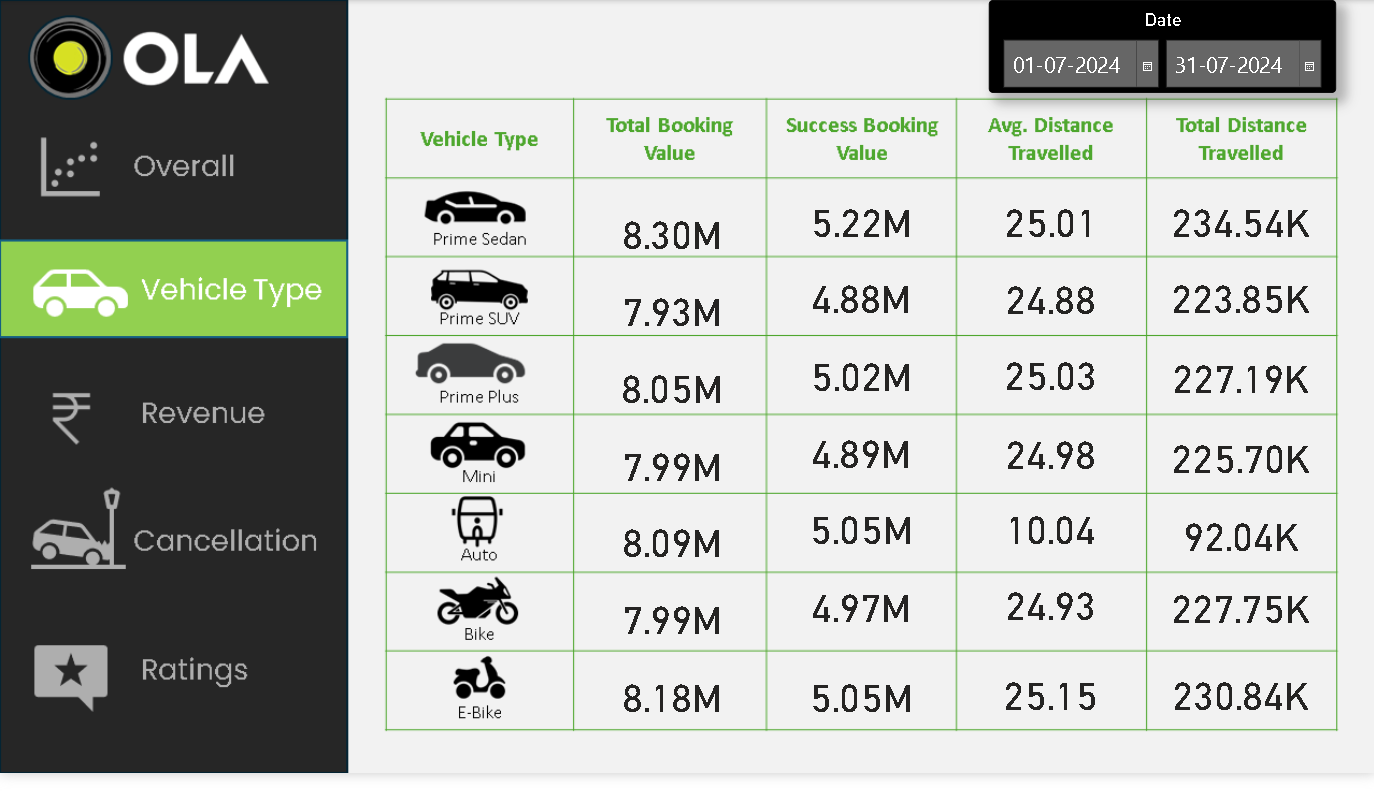 OLA
Overall
Vehicle Type
Revenue
Cancellation
Ratings
Date
01-07-2024 31-07-2024
Vehicle Type Total Booking Value Success Booking Value Avg. Distance Travelled Total Distance Travelled
Prime Sedan 8.30M 5.22M 25.01 234.54K
Prime SUV 7.93M 4.88M 24.88 223.85K
Prime Plus 8.05M 5.02M 25.03 227.19K
Mini 7.99M 4.89M 24.98 225.70K
Auto 8.09M 5.05M 10.04 92.04K
Bike 7.99M 4.97M 24.93 227.75K
E-Bike 8.18M 5.05M 25.15 230.84K